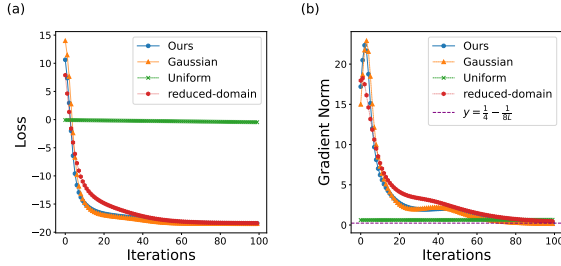 (a)
15
10
5
0
−5
−10
−15
−20
0
20
40
60
80
100
Loss
Iterations
Ours
Gaussian
Uniform
reduced-domain
(b)
20
15
10
5
0
0
20
40
60
80
100
Gradient Norm
Iterations
Ours
Gaussian
Uniform
reduced-domain
y = 1/4 − 1/8L